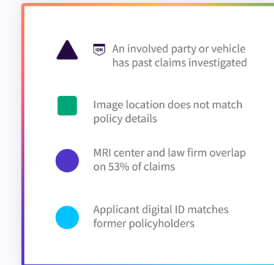 IDB An involved party or vehicle
has past claims investigated
Image location does not match
policy details
MRI center and law firm overlap
on 53% of claims
Applicant digital ID matches
former policyholders